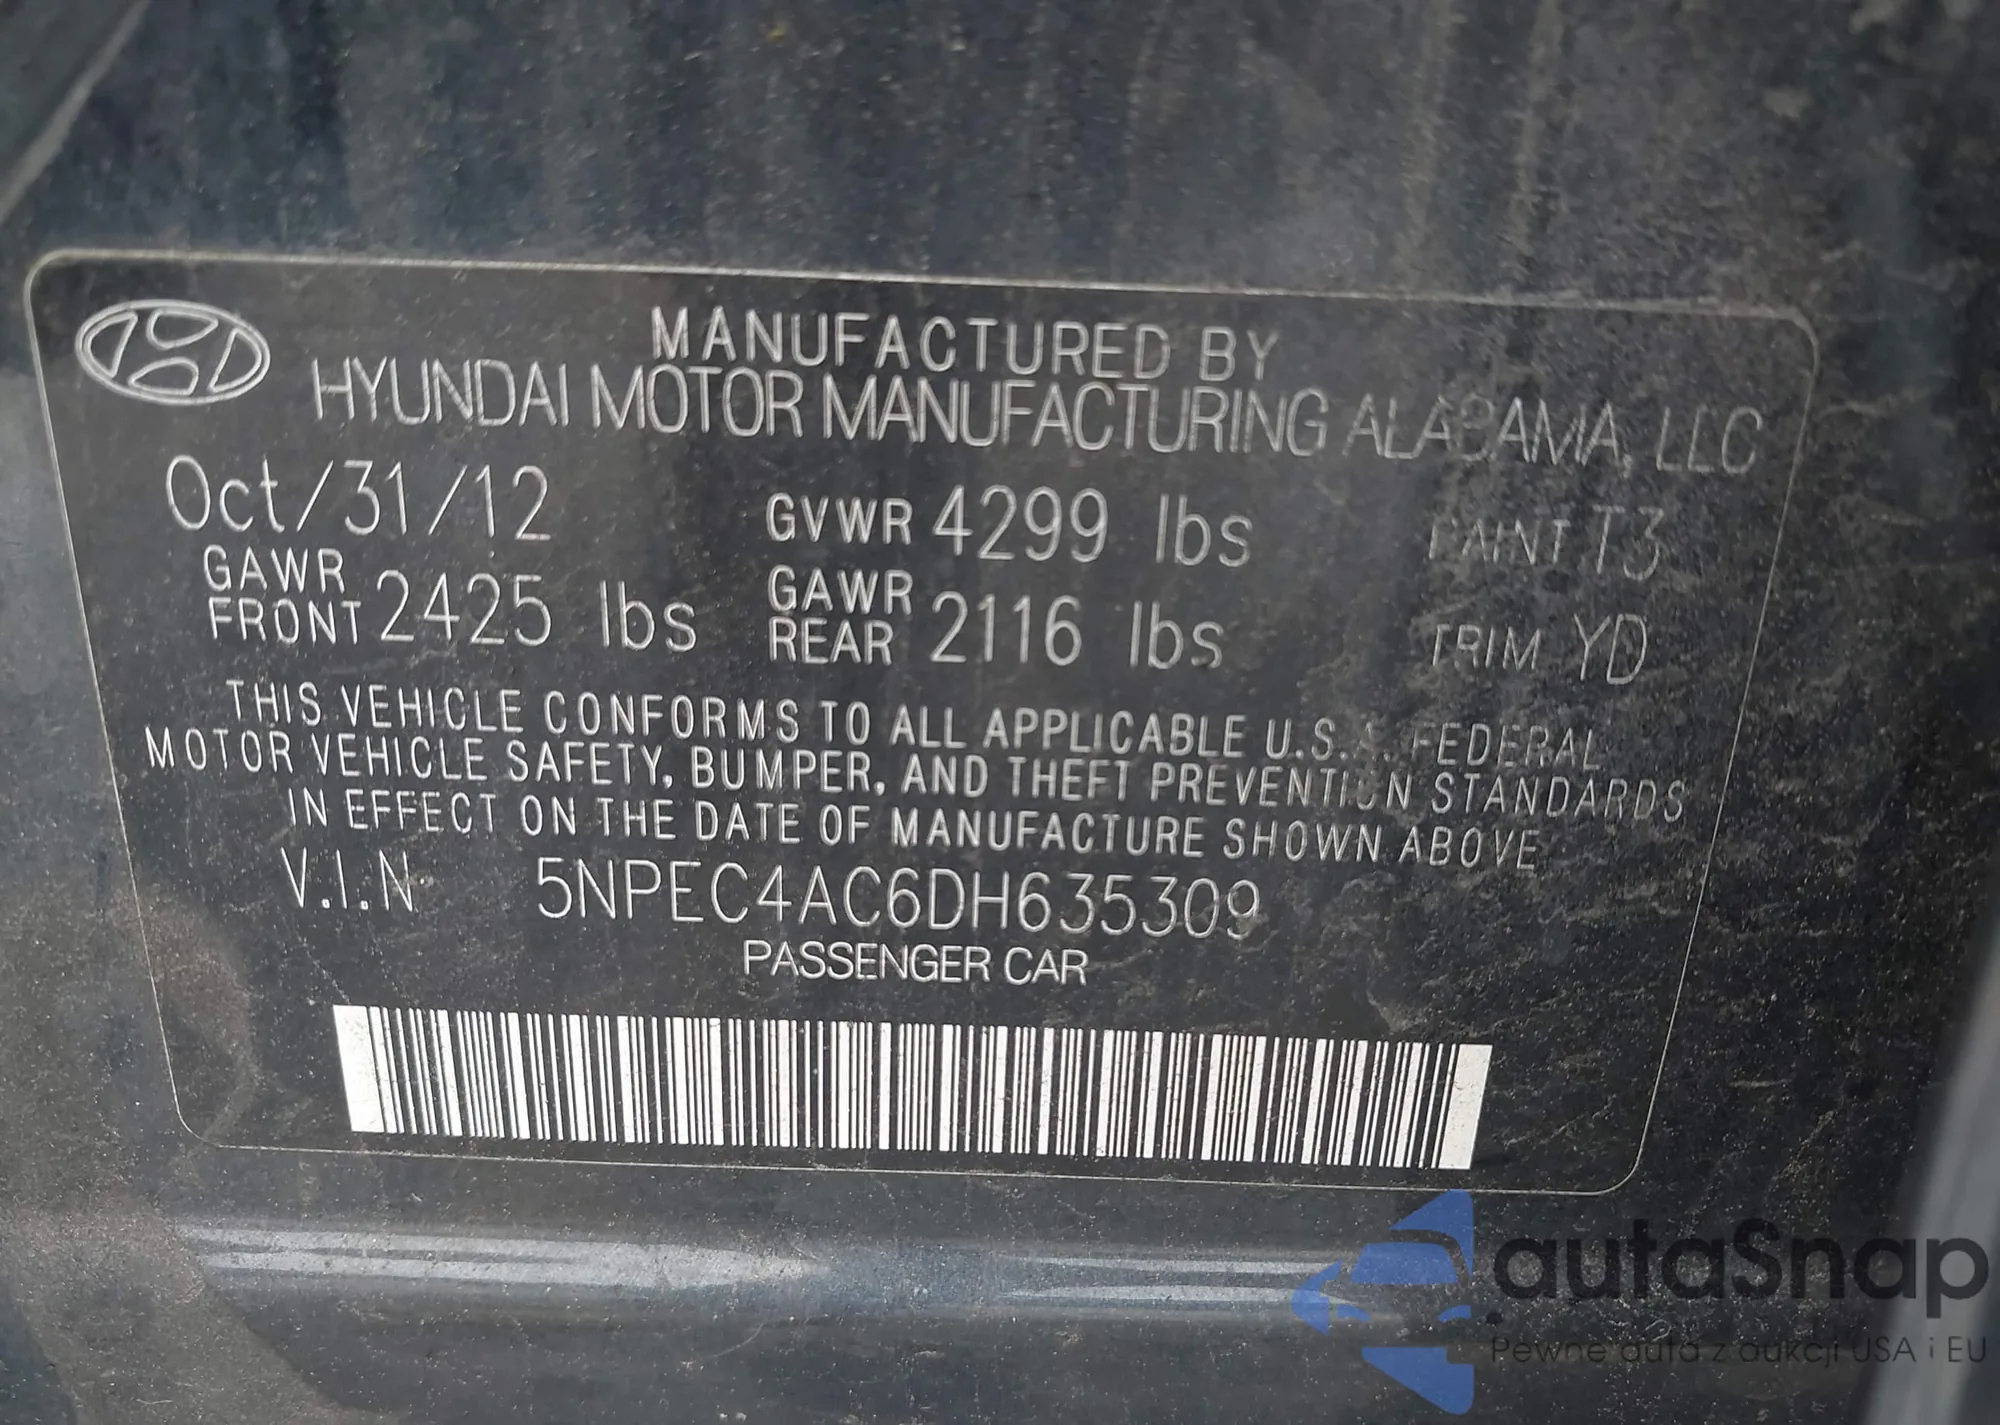 MANUFACTURED BY
HYUNDAI MOTOR MANUFACTURING ALABAMA, LLC
Oct/31/12 GVWR 4299 lbs PAINT T3
GAWR FRONT 2425 lbs GAWR REAR 2116 lbs TRIM YD
THIS VEHICLE CONFORMS TO ALL APPLICABLE U.S.A. FEDERAL
MOTOR VEHICLE SAFETY, BUMPER, AND THEFT PREVENTION STANDARDS
IN EFFECT ON THE DATE OF MANUFACTURE SHOWN ABOVE
V.I.N 5NPEC4AC6DH635309
PASSENGER CAR
autaSnap
Pewne auta z aukcji USA i EU